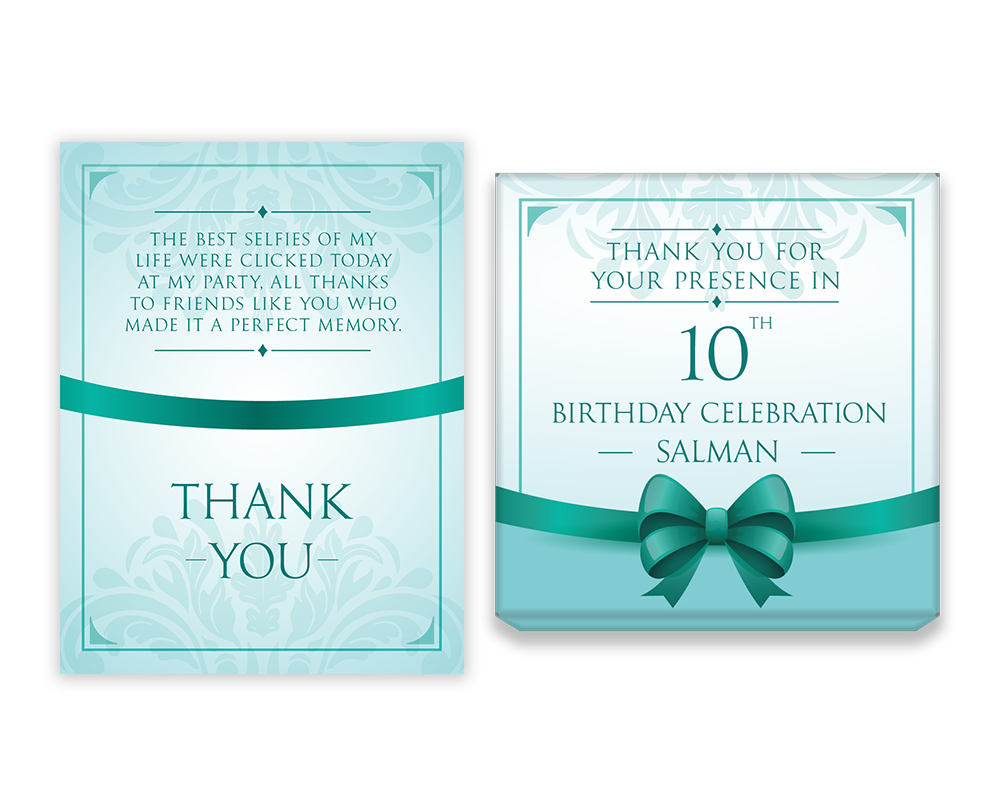 THE BEST SELFIES OF MY
LIFE WERE CLICKED TODAY
AT MY PARTY, ALL THANKS
TO FRIENDS LIKE YOU WHO
MADE IT A PERFECT MEMORY.
THANK
-YOU-
THANK YOU FOR
YOUR PRESENCE IN
10TH
BIRTHDAY CELEBRATION
— SALMAN —